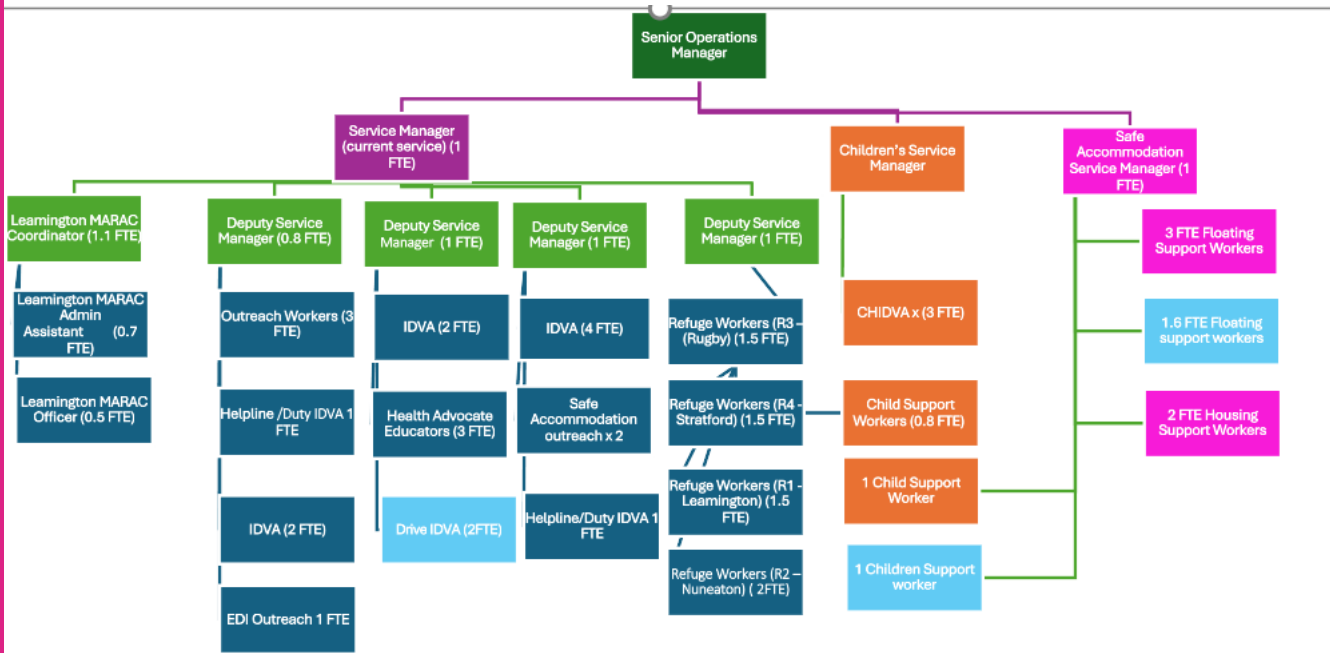 Senior Operations
Manager
Service Manager
(current service) (1
FTE)
Children's Service
Manager
Safe
Accommodation
Service Manager (1
FTE)
Leamington MARAC
Coordinator (1.1 FTE)
Deputy Service
Manager (0.8 FTE)
Deputy Service
Manager (1 FTE)
Deputy Service
Manager (1 FTE)
Deputy Service
Manager (1 FTE)
Leamington MARAC
Admin
Assistant (0.7
FTE)
Leamington MARAC
Officer (0.5 FTE)
Outreach Workers (3
FTE)
Helpline /Duty IDVA 1
FTE
IDVA (2 FTE)
EDI Outreach 1 FTE
IDVA (2 FTE)
Health Advocate
Educators (3 FTE)
Drive IDVA (2FTE)
IDVA (4 FTE)
Safe
Accommodation
outreach x 2
Helpline/Duty IDVA 1
FTE
Refuge Workers (R3 –
(Rugby) (1.5 FTE)
Refuge Workers (R4 -
Stratford) (1.5 FTE)
Refuge Workers (R1 -
Leamington) (1.5
FTE)
Refuge Workers (R2 –
Nuneaton) ( 2FTE)
CHIDVA x (3 FTE)
Child Support
Workers (0.8 FTE)
1 Child Support
Worker
1 Children Support
worker
3 FTE Floating
Support Workers
1.6 FTE Floating
support workers
2 FTE Housing
Support Workers